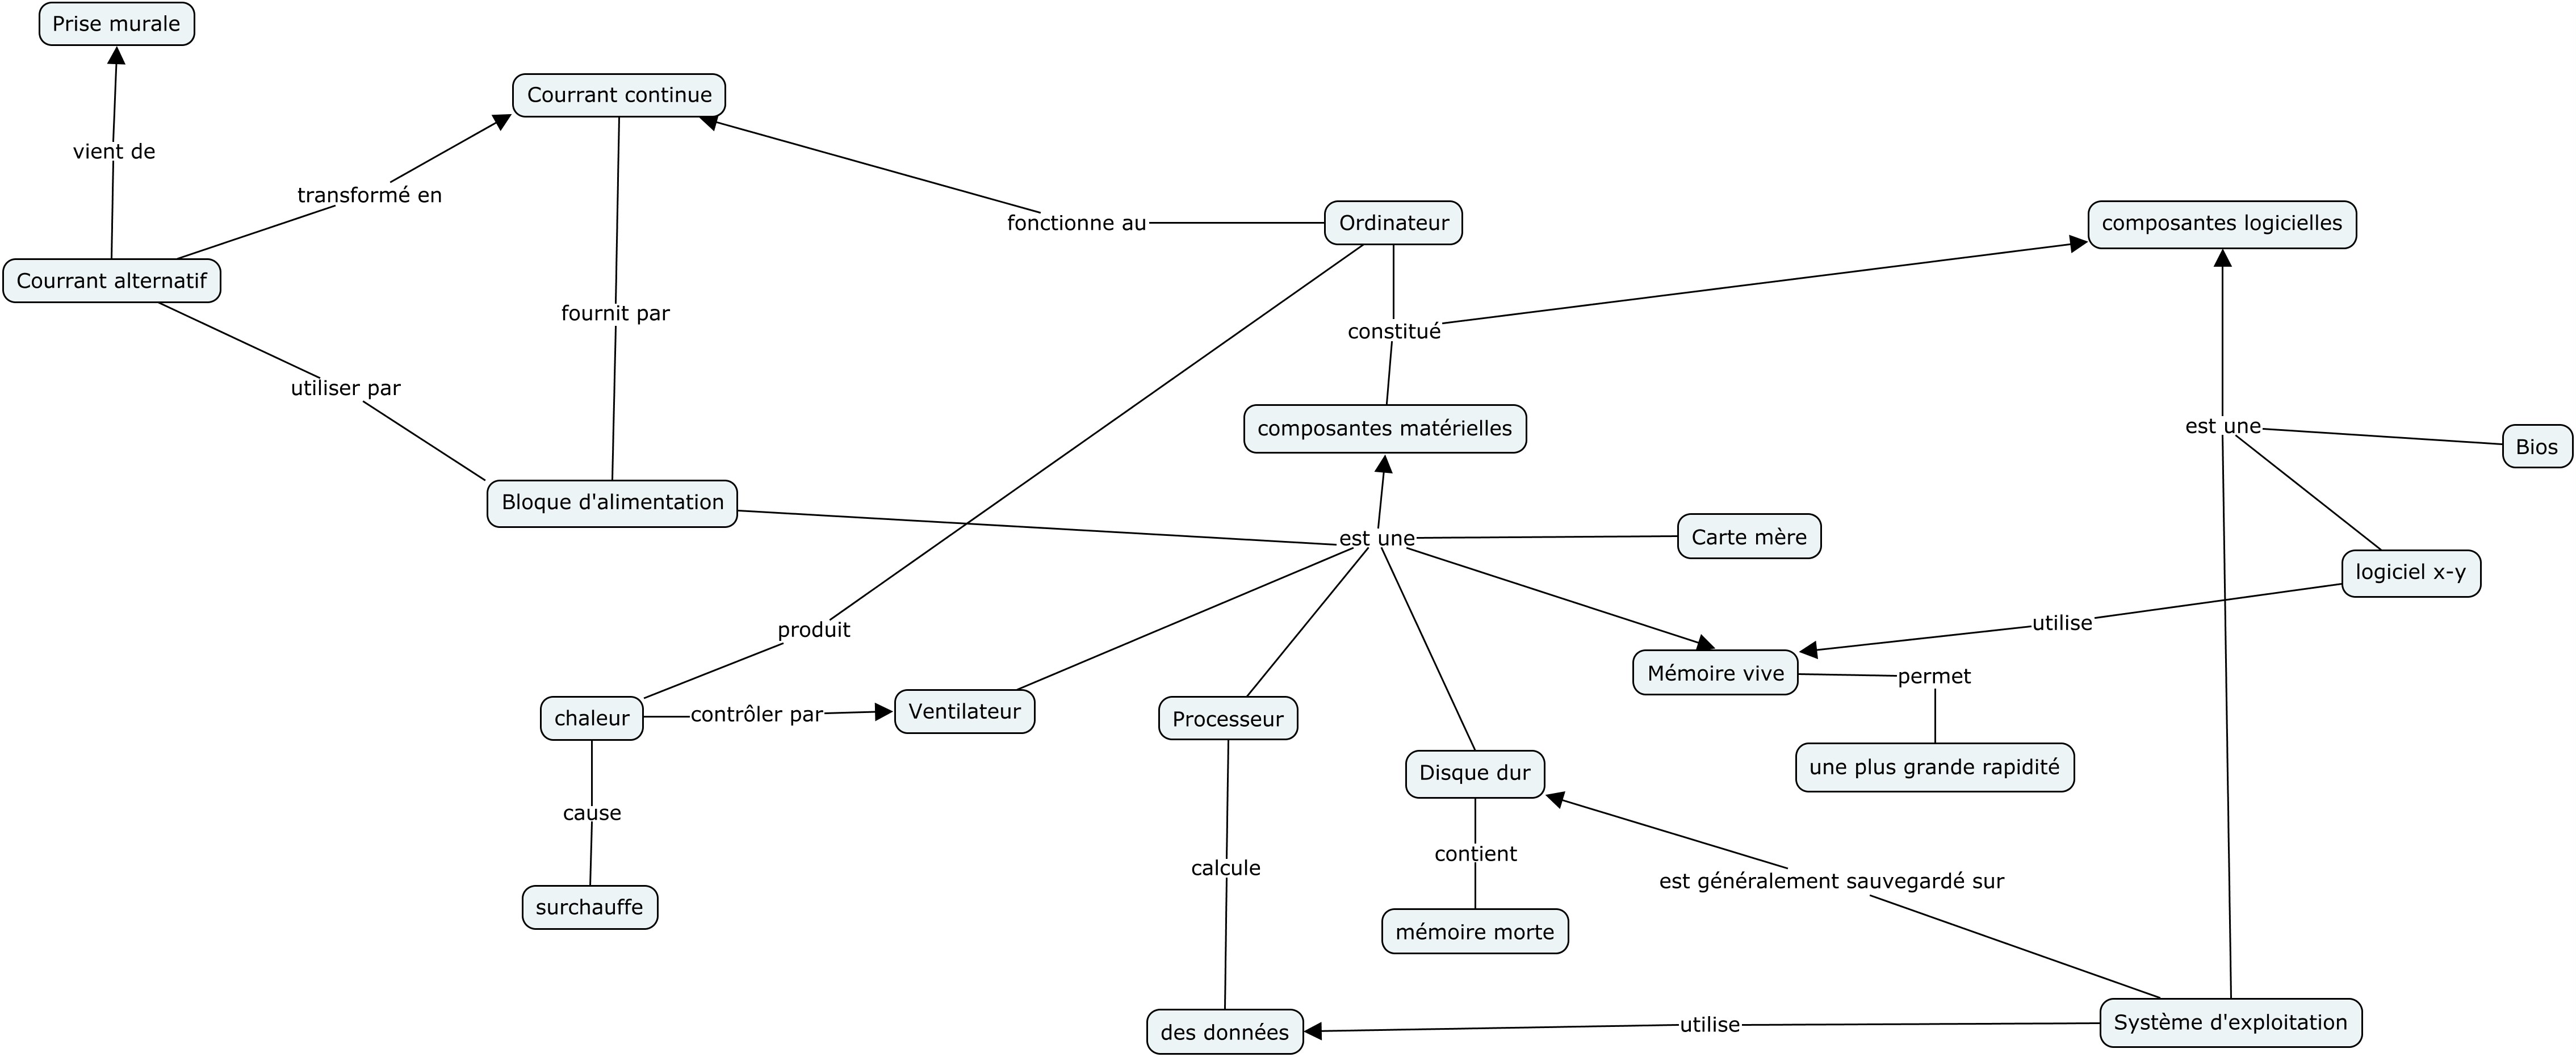 Prise murale
Courrant continue
vient de
transformé en
fonctionne au
Ordinateur
composantes logicielles
Courrant alternatif
fournit par
constitué
utiliser par
composantes matérielles
est une
Bios
Bloque d'alimentation
est une
Carte mère
logiciel x-y
utilise
produit
Mémoire vive
permet
chaleur
contrôler par
Ventilateur
Processeur
Disque dur
une plus grande rapidité
cause
calcule
contient
est généralement sauvegardé sur
surchauffe
mémoire morte
des données
utilise
Système d'exploitation